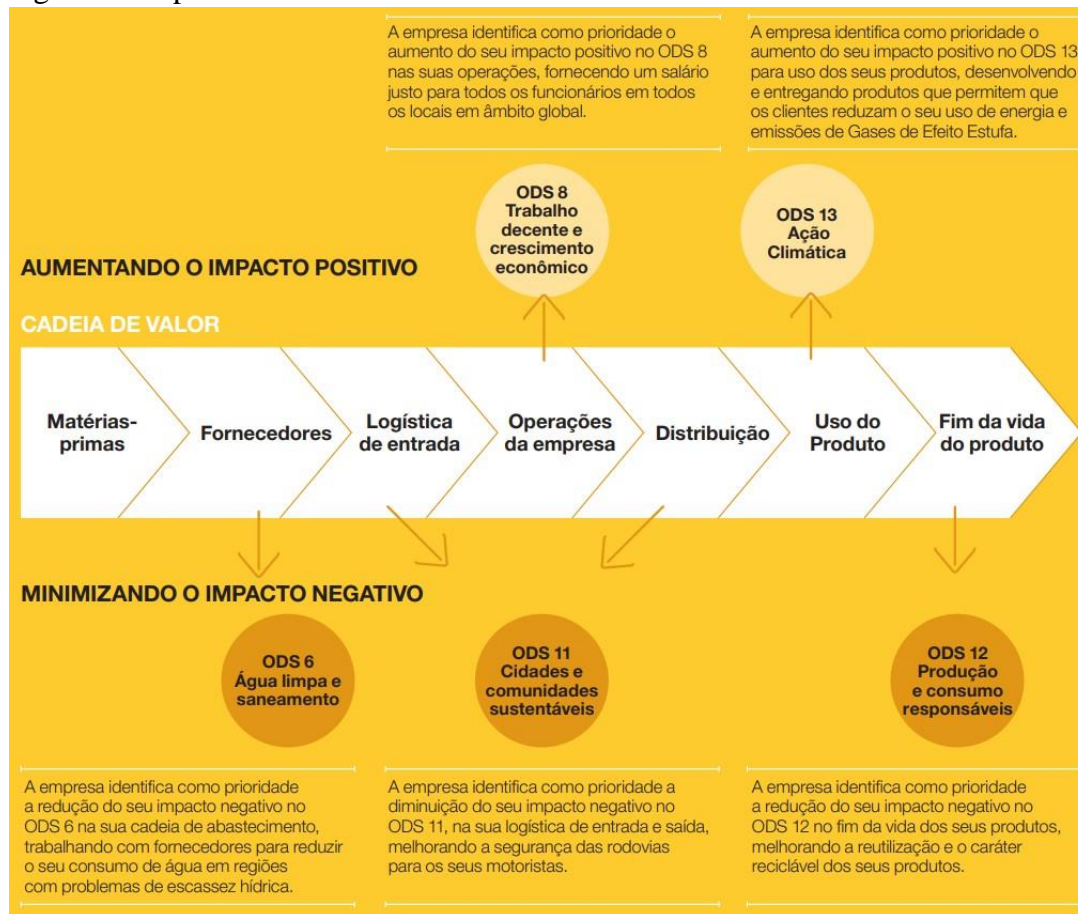 A empresa identifica como prioridade o
aumento do seu impacto positivo no ODS 8
nas suas operações, fornecendo um salário
justo para todos os funcionários em todos
os locais em âmbito global.
A empresa identifica como prioridade o
aumento do seu impacto positivo no ODS 13
para uso dos seus produtos, desenvolvendo
e entregando produtos que permitem que
os clientes reduzam o seu uso de energia e
emissões de Gases de Efeito Estufa.
ODS 8
Trabalho
decente e
crescimento
econômico
ODS 13
Ação
Climática
AUMENTANDO O IMPACTO POSITIVO
CADEIA DE VALOR
Matérias-
primas
Fornecedores
Logística
de entrada
Operações
da empresa
Distribuição
Uso do
Produto
Fim da vida
do produto
MINIMIZANDO O IMPACTO NEGATIVO
ODS 6
Água limpa e
saneamento
ODS 11
Cidades e
comunidades
sustentáveis
ODS 12
Produção
e consumo
responsáveis
A empresa identifica como prioridade
a redução do seu impacto negativo no
ODS 6 na sua cadeia de abastecimento,
trabalhando com fornecedores para reduzir
o seu consumo de água em regiões
com problemas de escassez hídrica.
A empresa identifica como prioridade a
diminuição do seu impacto negativo no
ODS 11, na sua logística de entrada e saída,
melhorando a segurança das rodovias
para os seus motoristas.
A empresa identifica como prioridade
a redução do seu impacto negativo no
ODS 12 no fim da vida dos seus produtos,
melhorando a reutilização e o caráter
reciclável dos seus produtos.